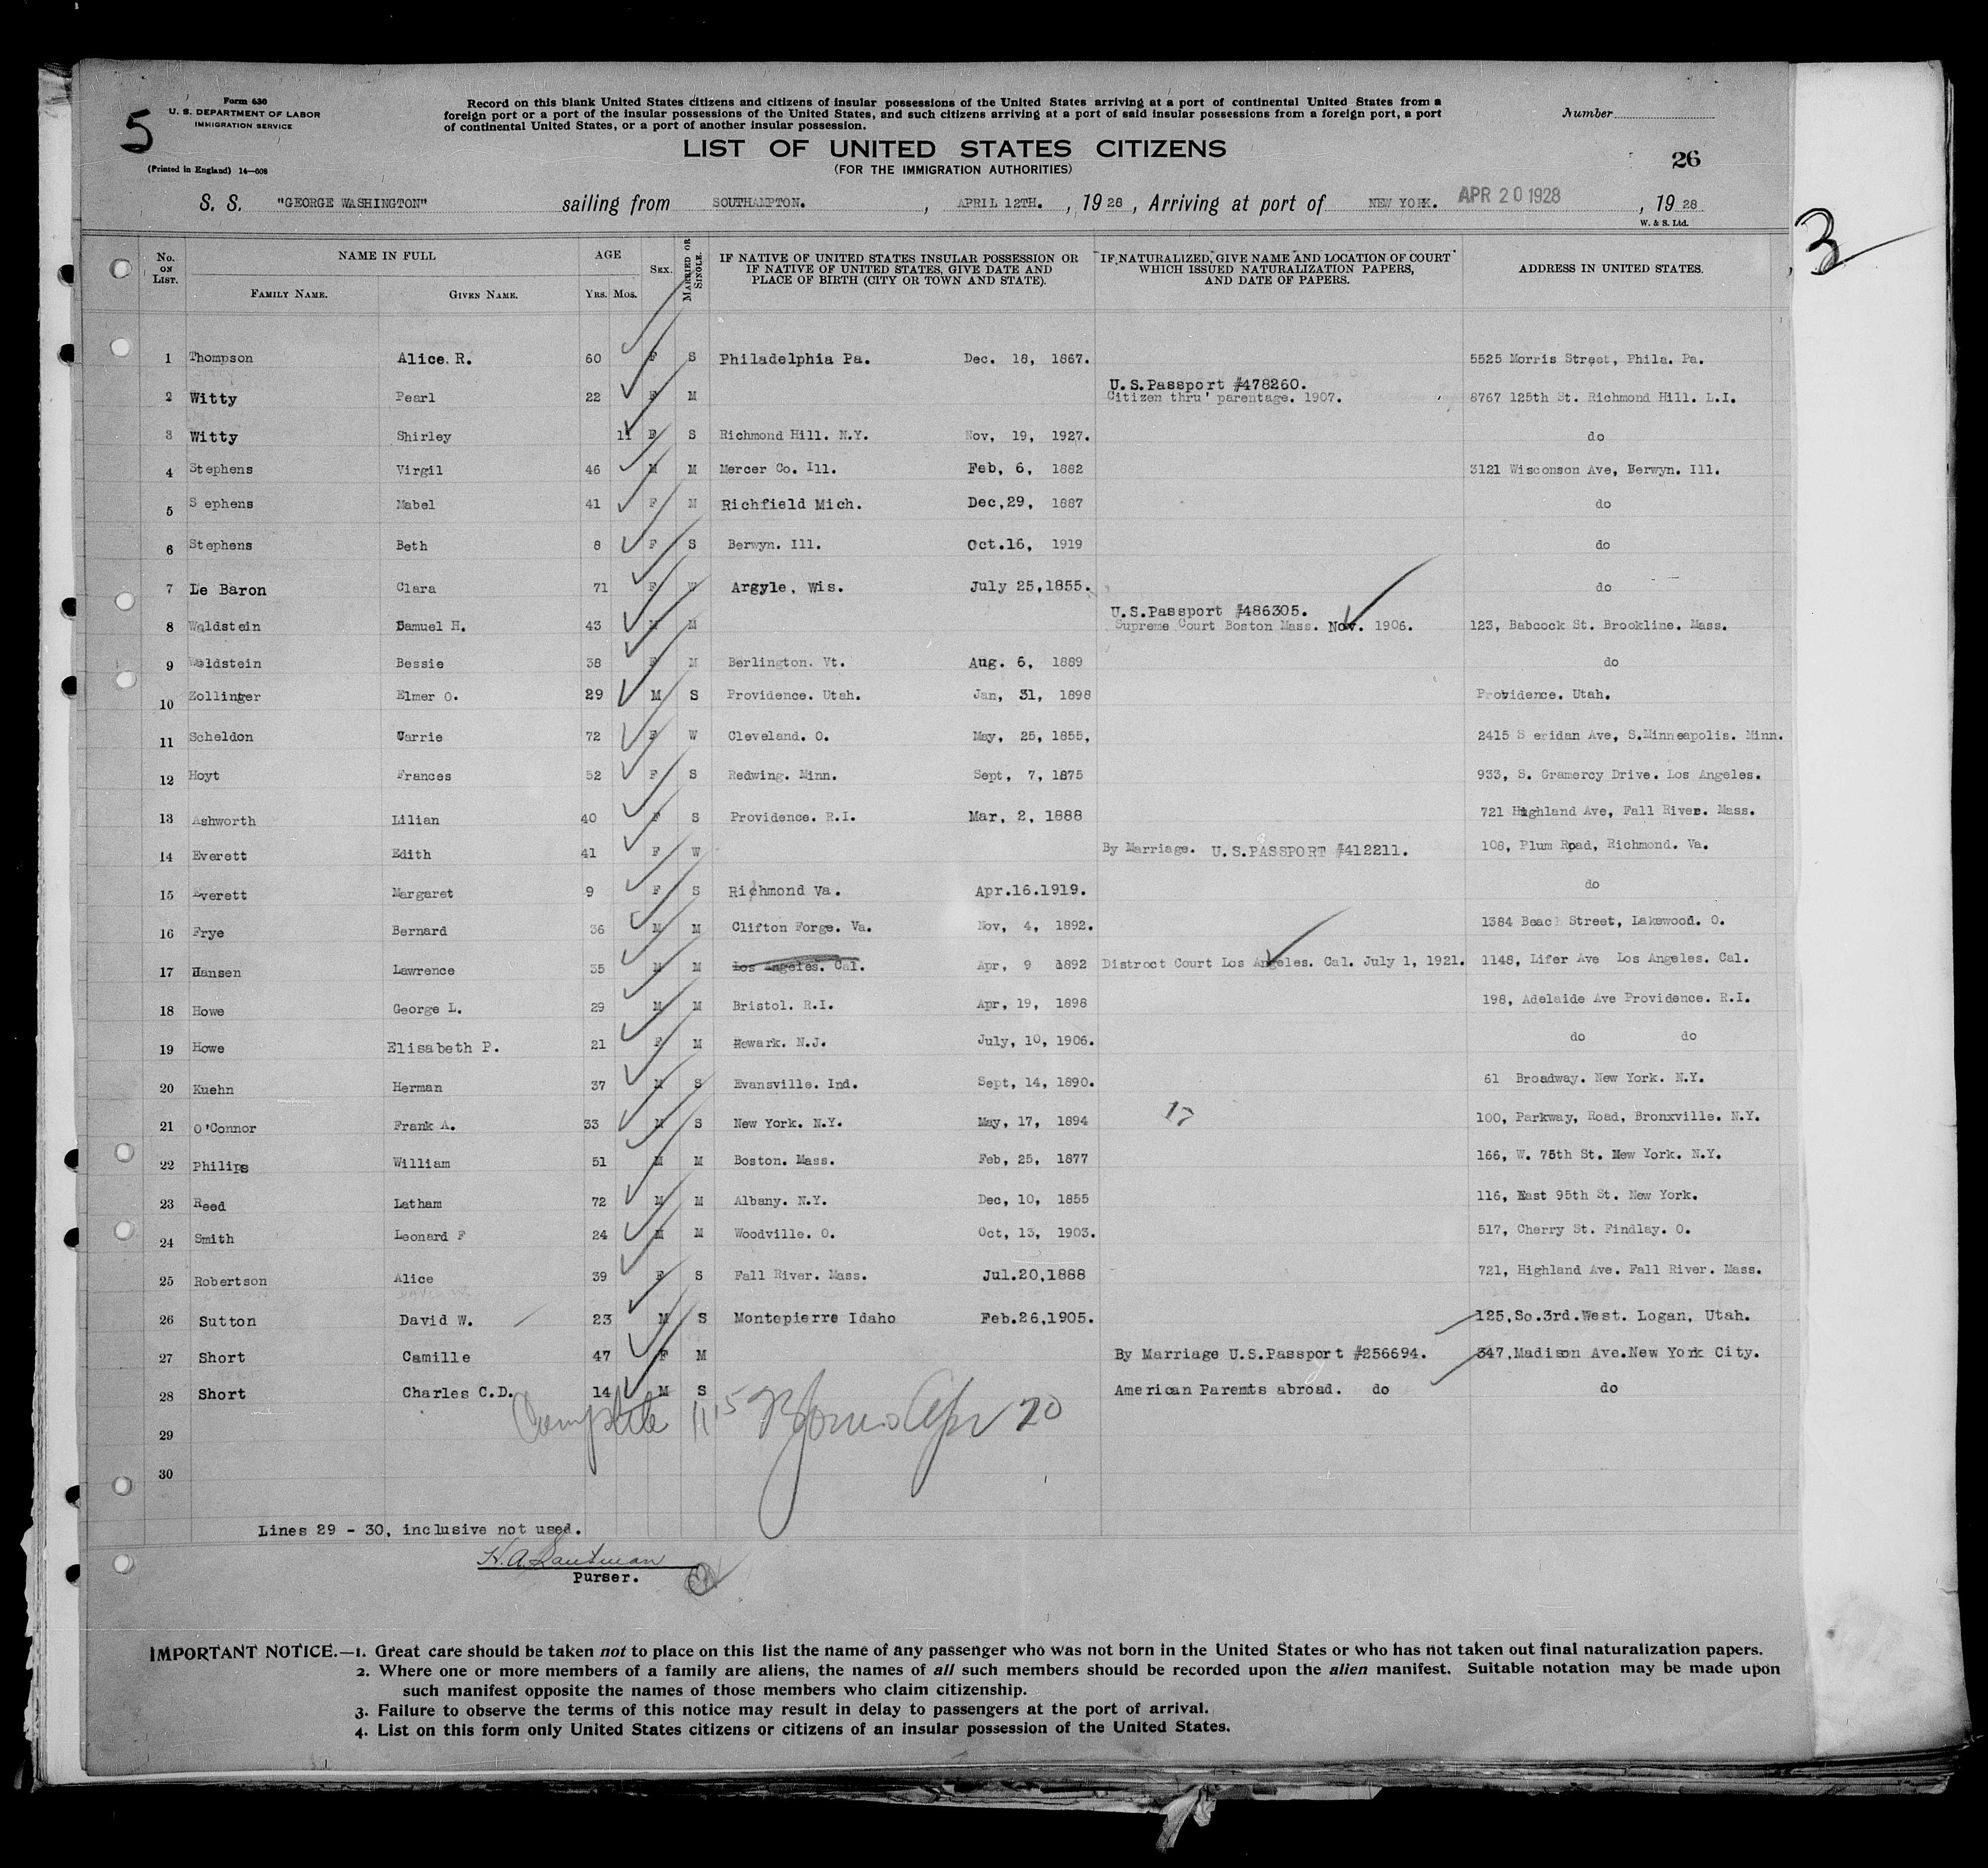 5
Form 630
U. S. DEPARTMENT OF LABOR
IMMIGRATION SERVICE
(Printed in England) 14—608
Record on this blank United States citizens and citizens of insular possessions of the United States arriving at a port of continental United States from a
foreign port or a port of the insular possessions of the United States, and such citizens arriving at a port of said insular possessions from a foreign port, a port
of continental United States, or a port of another insular possession.
Number
LIST OF UNITED STATES CITIZENS
(FOR THE IMMIGRATION AUTHORITIES)
26
S. S. "GEORGE WASHINGTON" sailing from SOUTHAMPTON. , APRIL 12TH. , 1928, Arriving at port of NEW YORK. APR 20 1928 , 1928
W. & S. Ltd.
3
No. ON LIST. NAME IN FULL FAMILY NAME. GIVEN NAME. AGE YRS. MOS. SEX. MARRIED OR SINGLE. IF NATIVE OF UNITED STATES INSULAR POSSESSION OR IF NATIVE OF UNITED STATES, GIVE DATE AND PLACE OF BIRTH (CITY OR TOWN AND STATE). IF NATURALIZED, GIVE NAME AND LOCATION OF COURT WHICH ISSUED NATURALIZATION PAPERS, AND DATE OF PAPERS. ADDRESS IN UNITED STATES.
1 Thompson Alice R. 60 F S Philadelphia Pa. Dec. 18, 1867. 5525 Morris Street, Phila. Pa.
U.S.Passport #478260.
2 Witty Pearl 22 F M Citizen thru' parentage. 1907. 8767 125th St. Richmond Hill. L.I.
3 Witty Shirley 11 F S Richmond Hill. N.Y. Nov, 19, 1927. do
4 Stephens Virgil 46 M M Mercer Co. Ill. Feb, 6, 1882 3121 Wisconson Ave, Berwyn. Ill.
5 S ephens Mabel 41 F M Richfield Mich. Dec,29, 1887 do
6 Stephens Beth 8 F S Berwyn. Ill. Oct.16, 1919 do
7 Le Baron Clara 71 F W Argyle, Wis. July 25,1855. do
U.S.Passport #486305.
8 Waldstein Samuel H. 43 M M Supreme Court Boston Mass. Nov. 1906. 123, Babcock St. Brookline. Mass.
9 Waldstein Bessie 38 F M Berlington. Vt. Aug. 6, 1889 do
10 Zollinger Elmer O. 29 M S Providence. Utah. Jan, 31, 1898 Providence. Utah.
11 Scheldon Carrie 72 F W Cleveland. O. May, 25, 1855, 2415 S eridan Ave, S.Minneapolis. Minn.
12 Hoyt Frances 52 F S Redwing. Minn. Sept, 7, 1875 933, S. Gramercy Drive. Los Angeles.
13 Ashworth Lilian 40 F S Providence. R.I. Mar, 2, 1888 721 Highland Ave, Fall River. Mass.
14 Everett Edith 41 F W By Marriage. U.S.PASSPORT #412211. 108, Plum Road, Richmond. Va.
15 Everett Margaret 9 F S Richmond Va. Apr.16.1919. do
16 Frye Bernard 36 M M Clifton Forge. Va. Nov, 4, 1892. 1384 Beach Street, Lakewood. O.
17 Hansen Lawrence 35 M M Los Angeles. Cal. Apr, 9 1892 Distroct Court Los Angeles. Cal. July 1, 1921. 1148, Lifer Ave Los Angeles. Cal.
18 Howe George L. 29 M M Bristol. R.I. Apr, 19, 1898 198, Adelaide Ave Providence. R.I.
19 Howe Elisabeth P. 21 F M Newark. N.J. July, 10, 1906. do do
20 Kuehn Herman 37 M S Evansville. Ind. Sept, 14, 1890. 61 Broadway. New York. N.Y.
21 O'Connor Frank A. 33 M S New York. N.Y. May, 17, 1894 17 100, Parkway, Road, Bronxville. N.Y.
22 Philips William 51 M M Boston. Mass. Feb, 25, 1877 166, W. 75th St. New York. N.Y.
23 Reed Latham 72 M M Albany. N.Y. Dec, 10, 1855 116, East 95th St. New York.
24 Smith Leonard F 24 M M Woodville. O. Oct, 13, 1903. 517, Cherry St. Findlay. O.
25 Robertson Alice 39 F S Fall River. Mass. Jul.20,1888 721, Highland Ave. Fall River. Mass.
26 Sutton David W. 23 M S Montepierre Idaho Feb.26,1905. 125,So.3rd.West. Logan, Utah.
27 Short Camille 47 F M By Marriage U.S.Passport #256694. 347,Madison Ave.New York City.
28 Short Charles C.D. 14 M S American Parents abroad. do do
Complete 1115
20
29
30
Lines 29 - 30, inclusive not used.
Purser.
IMPORTANT NOTICE.—1. Great care should be taken not to place on this list the name of any passenger who was not born in the United States or who has not taken out final naturalization papers.
2. Where one or more members of a family are aliens, the names of all such members should be recorded upon the alien manifest. Suitable notation may be made upon
such manifest opposite the names of those members who claim citizenship.
3. Failure to observe the terms of this notice may result in delay to passengers at the port of arrival.
4. List on this form only United States citizens or citizens of an insular possession of the United States.